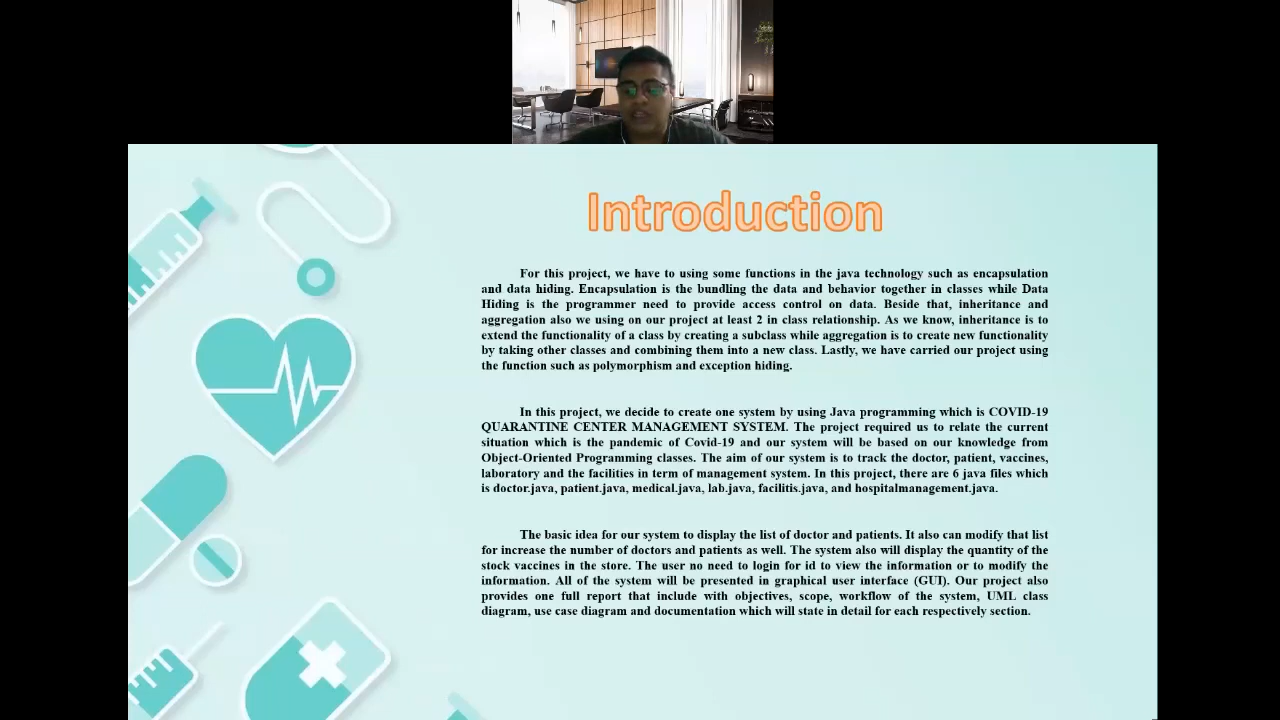 Introduction
For this project, we have to using some functions in the java technology such as encapsulation
and data hiding. Encapsulation is the bundling the data and behavior together in classes while Data
Hiding is the programmer need to provide access control on data. Beside that, inheritance and
aggregation also we using on our project at least 2 in class relationship. As we know, inheritance is to
extend the functionality of a class by creating a subclass while aggregation is to create new functionality
by taking other classes and combining them into a new class. Lastly, we have carried our project using
the function such as polymorphism and exception hiding.
In this project, we decide to create one system by using Java programming which is COVID-19
QUARANTINE CENTER MANAGEMENT SYSTEM. The project required us to relate the current
situation which is the pandemic of Covid-19 and our system will be based on our knowledge from
Object-Oriented Programming classes. The aim of our system is to track the doctor, patient, vaccines,
laboratory and the facilities in term of management system. In this project, there are 6 java files which
is doctor.java, patient.java, medical.java, lab.java, facilitis.java, and hospitalmanagement.java.
The basic idea for our system to display the list of doctor and patients. It also can modify that list
for increase the number of doctors and patients as well. The system also will display the quantity of the
stock vaccines in the store. The user no need to login for id to view the information or to modify the
information. All of the system will be presented in graphical user interface (GUI). Our project also
provides one full report that include with objectives, scope, workflow of the system, UML class
diagram, use case diagram and documentation which will state in detail for each respectively section.